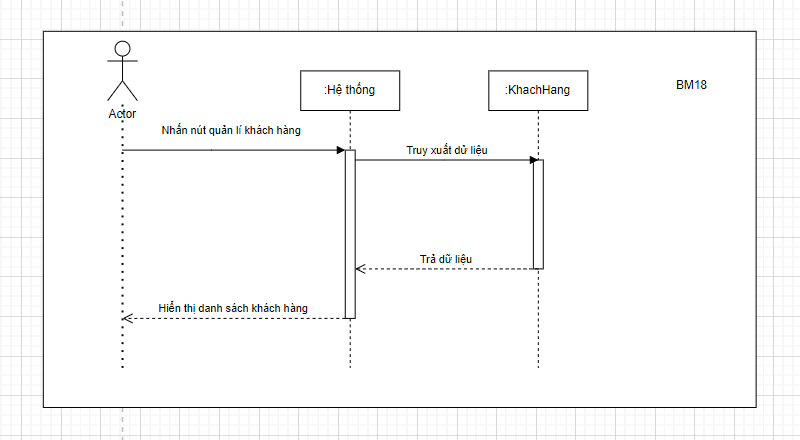 :Hệ thống
:KhachHang
BM18
Actor
Nhấn nút quản lí khách hàng
Truy xuất dử liệu
Trả dữ liệu
Hiển thị danh sách khách hàng